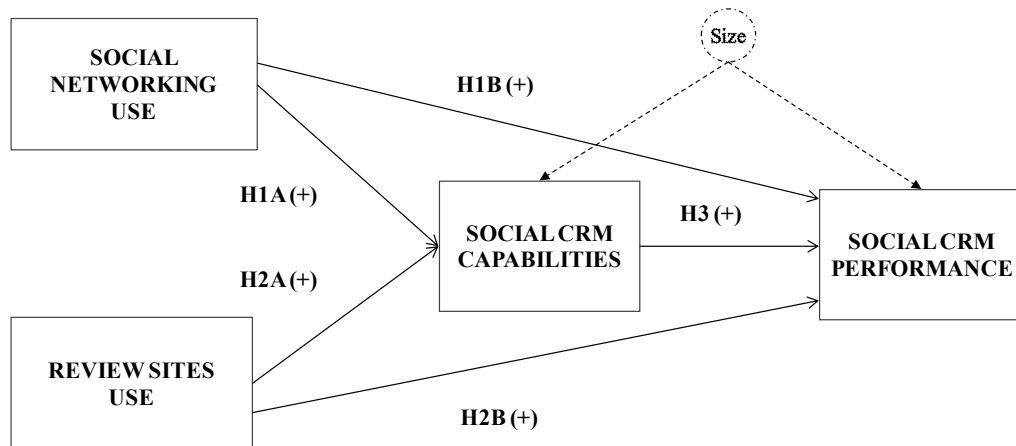 SOCIAL
NETWORKING
USE
Size
H1B (+)
H1A (+)
SOCIAL CRM
CAPABILITIES
H3 (+)
SOCIAL CRM
PERFORMANCE
H2A (+)
REVIEW SITES
USE
H2B (+)